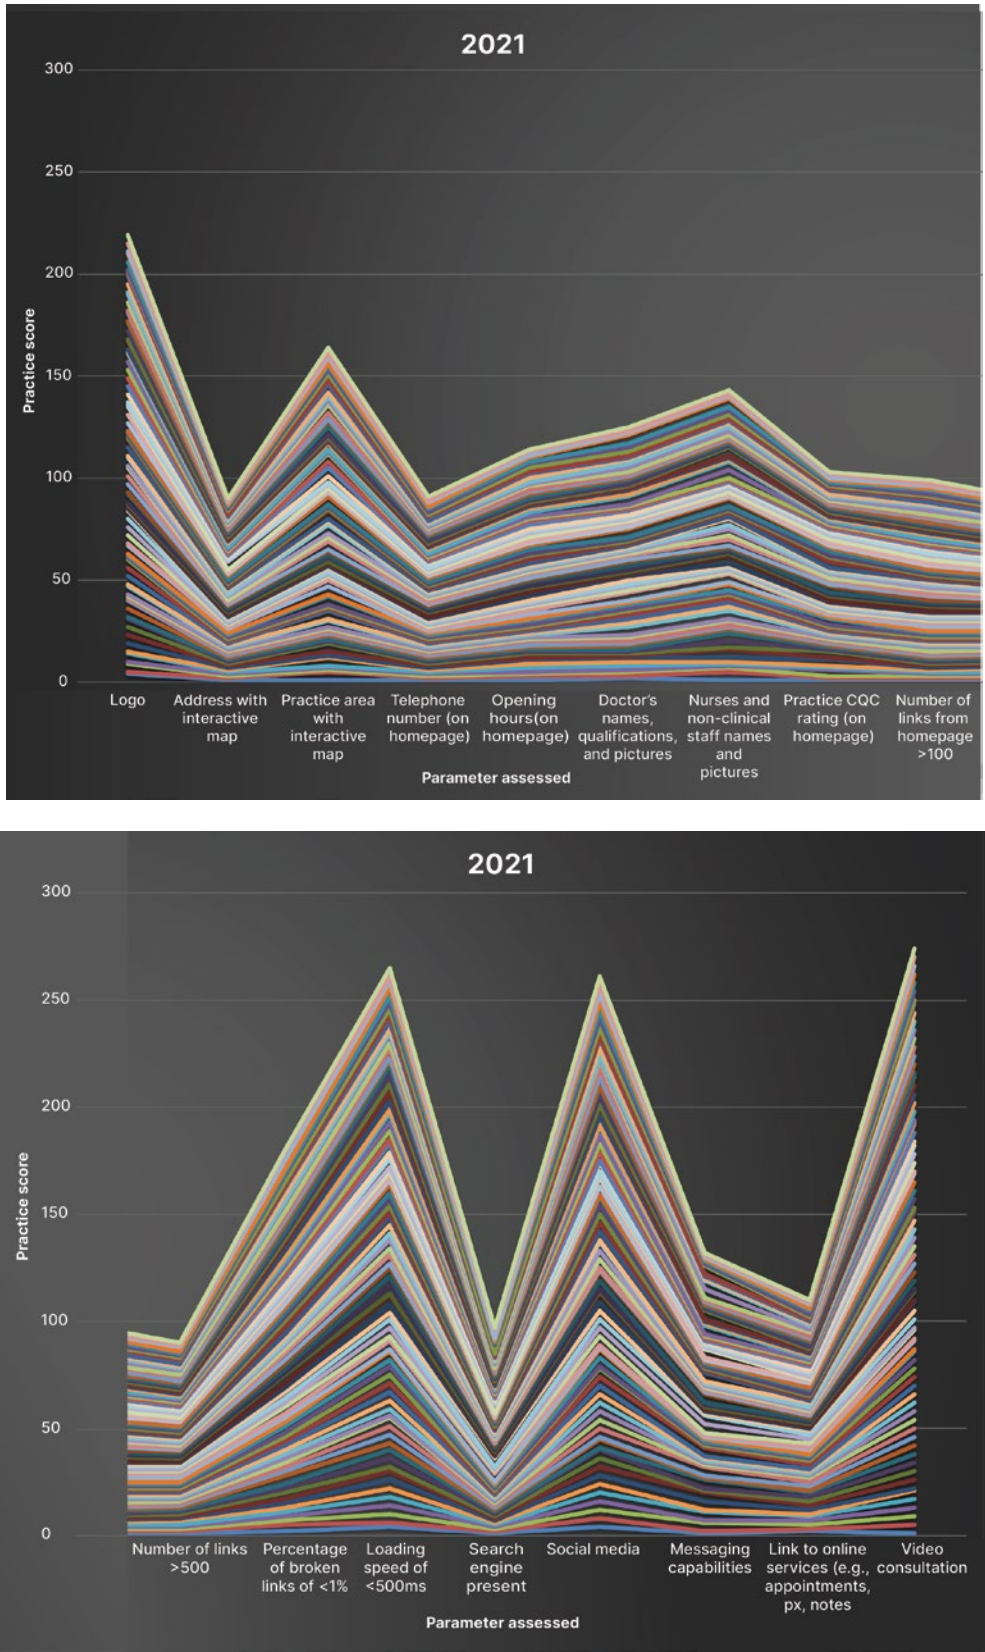 2021
300
250
200
150
100
50
0
Practice score
Logo
Address with
interactive
map
Practice area
with
interactive
map
Telephone
number (on
homepage)
Opening
hours(on
homepage)
Doctor's
names,
qualifications,
and pictures
Nurses and
non-clinical
staff names
and
pictures
Practice CQC
rating (on
homepage)
Number of
links from
homepage
>100
Parameter assessed
2021
300
250
200
150
100
50
0
Practice score
Number of links
>500
Percentage
of broken
links of <1%
Loading
speed of
<500ms
Search
engine
present
Social media
Messaging
capabilities
Link to online
services (e.g.,
appointments,
px, notes
Video
consultation
Parameter assessed